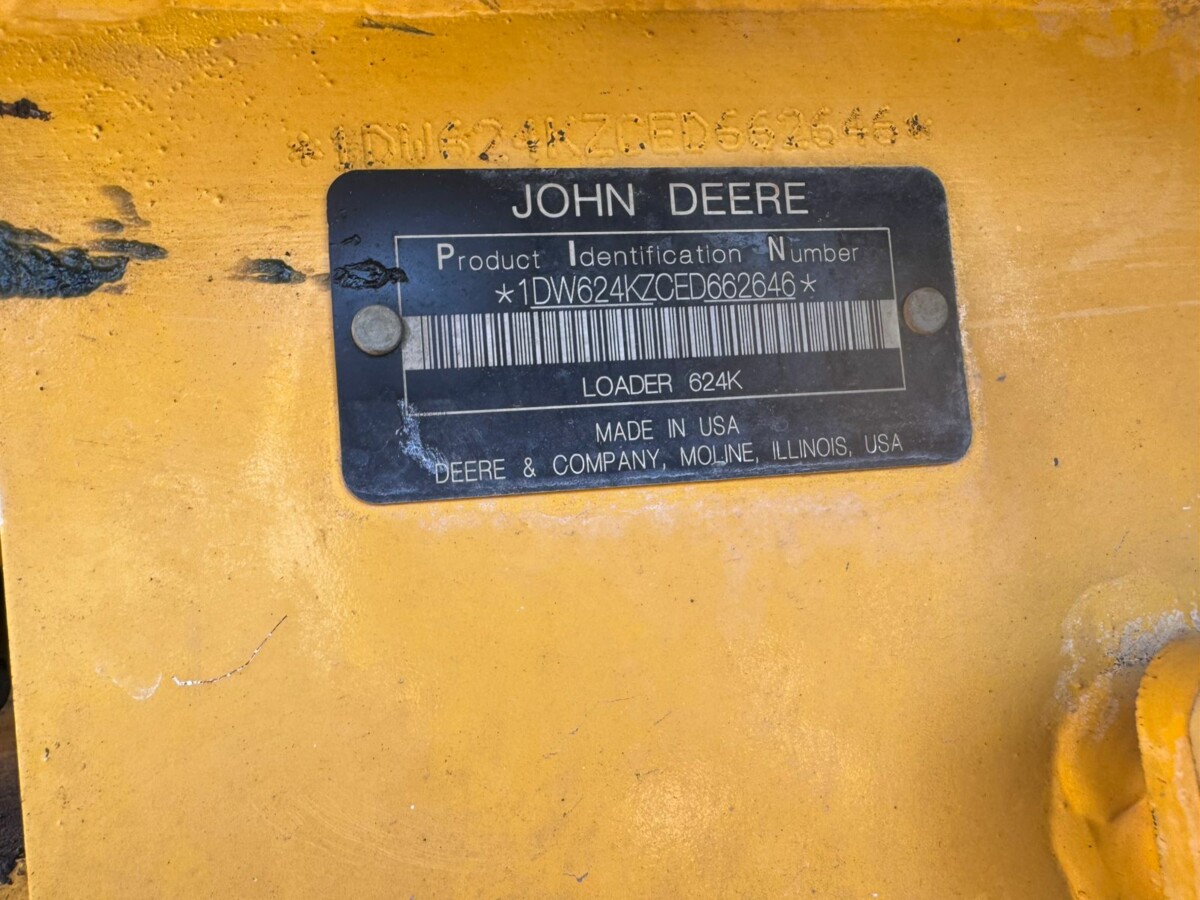 *1DW624KZCED662646*
JOHN DEERE
Product Identification Number
*1DW624KZCED662646*
LOADER 624K
MADE IN USA
DEERE & COMPANY, MOLINE, ILLINOIS, USA